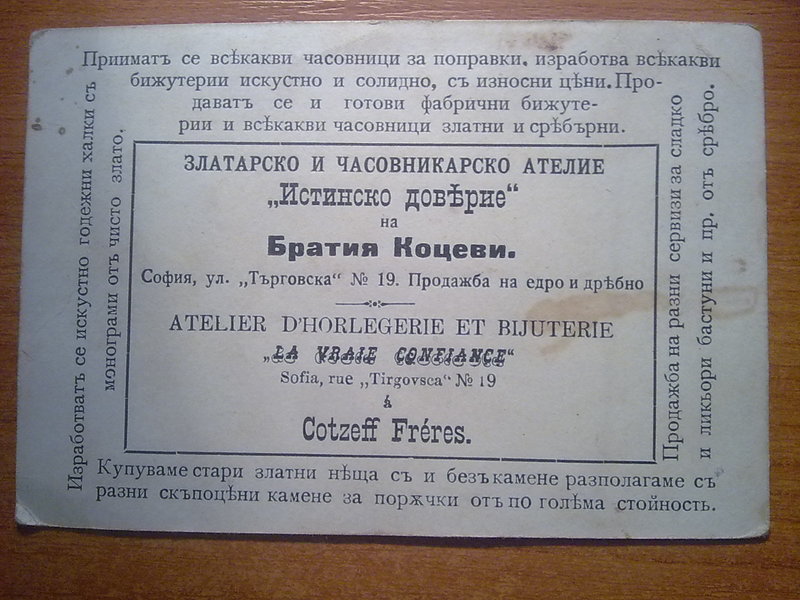 Приимать се всѣкакви часовници за поправки. изработва всѣкакви
бижутерии искустно и солидно, съ износни цѣни. Про-
даватъ се и готови фабрични бижуте-
рии и всѣкакви часовници златни и срѣбърни.
Изработватъ се искустно годежни халки съ
монограми отъ чисто злато.
ЗЛАТАРСКО И ЧАСОВНИКАРСКО АТЕЛИЕ
„Истинско довѣрие“
на
Братия Коцеви.
София, ул. „Търговска“ № 19. Продажба на едро и дрѣбно
ATELIER D'HORLEGERIE ET BIJUTERIE
„LA VRAIE CONFIANCE“
Sofia, rue „Tirgovsca“ № 19
á
Cotzeff Fréres.
Продажба на разни сервизи за сладко
и ликьори бастуни и пр. отъ срѣбро.
Купуваме стари златни нѣща съ и безъ камене разполагаме съ
разни скъпоцѣни камене за поржчки отъ по голѣма стойность.